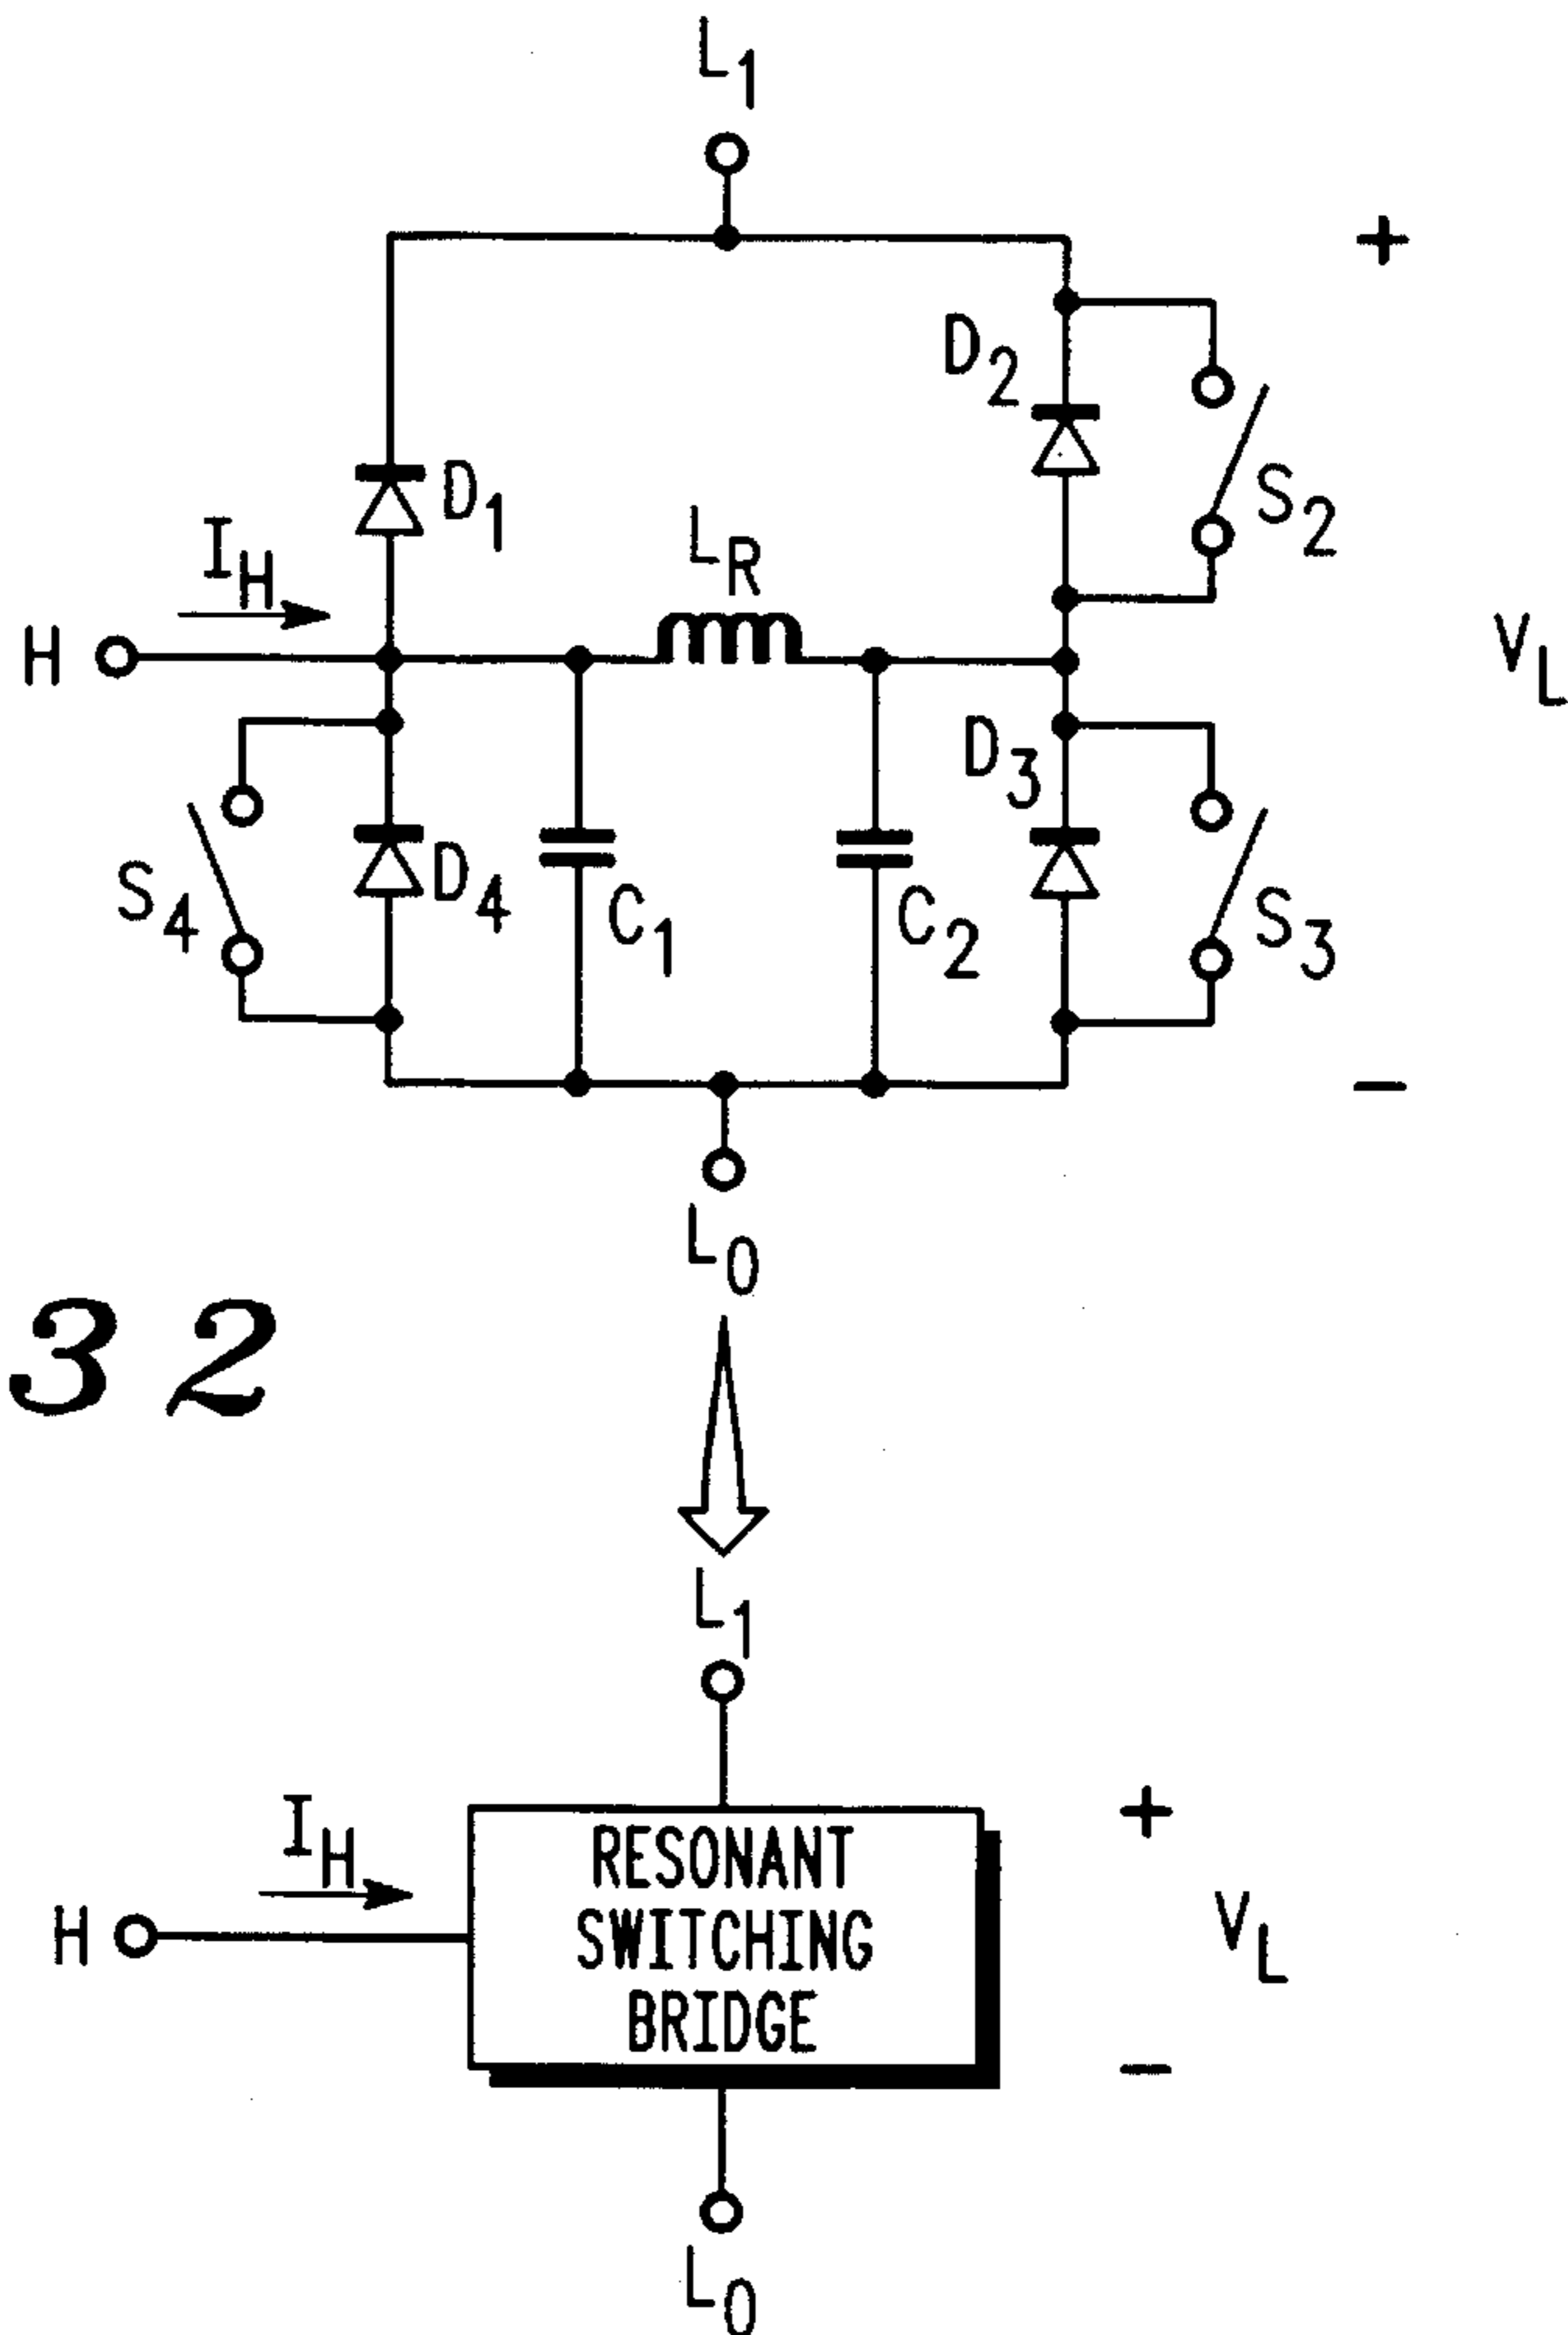 L1
+
D2
D1
S2
IH
LR
H
VL
D3
S4
D4
C1
C2
S3
−
L0
32
L1
IH
+
RESONANT
SWITCHING
BRIDGE
H
VL
−
L0